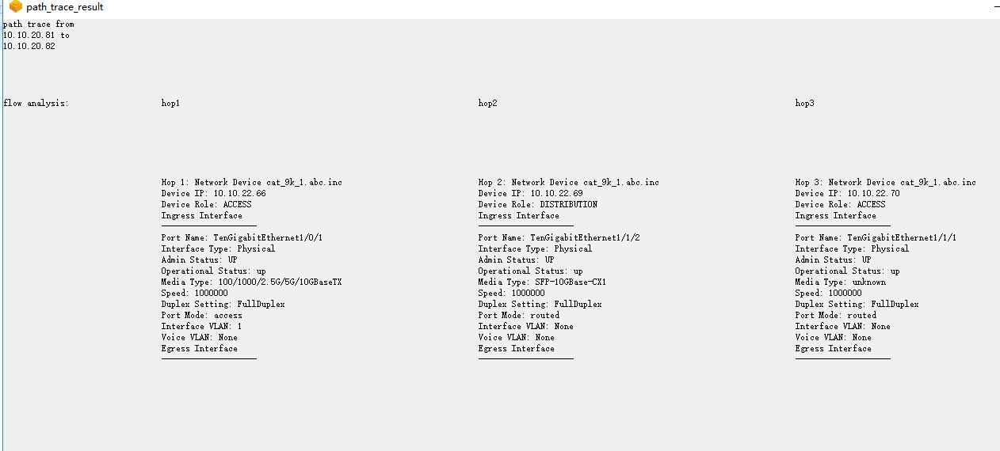 path_trace_result
path trace from
10.10.20.81 to
10.10.20.82
flow analysis:
hop1
Hop 1: Network Device cat_9k_1.abc.inc
Device IP: 10.10.22.66
Device Role: ACCESS
Ingress Interface
Port Name: TenGigabitEthernet1/0/1
Interface Type: Physical
Admin Status: UP
Operational Status: up
Media Type: 100/1000/2.5G/5G/10GBaseTX
Speed: 1000000
Duplex Setting: FullDuplex
Port Mode: access
Interface VLAN: 1
Voice VLAN: None
Egress Interface
hop2
Hop 2: Network Device cat_9k_1.abc.inc
Device IP: 10.10.22.69
Device Role: DISTRIBUTION
Ingress Interface
Port Name: TenGigabitEthernet1/1/2
Interface Type: Physical
Admin Status: UP
Operational Status: up
Media Type: SFP-10GBase-CX1
Speed: 1000000
Duplex Setting: FullDuplex
Port Mode: routed
Interface VLAN: None
Voice VLAN: None
Egress Interface
hop3
Hop 3: Network Device cat_9k_1.abc.inc
Device IP: 10.10.22.70
Device Role: ACCESS
Ingress Interface
Port Name: TenGigabitEthernet1/1/1
Interface Type: Physical
Admin Status: UP
Operational Status: up
Media Type: unknown
Speed: 1000000
Duplex Setting: FullDuplex
Port Mode: routed
Interface VLAN: None
Voice VLAN: None
Egress Interface